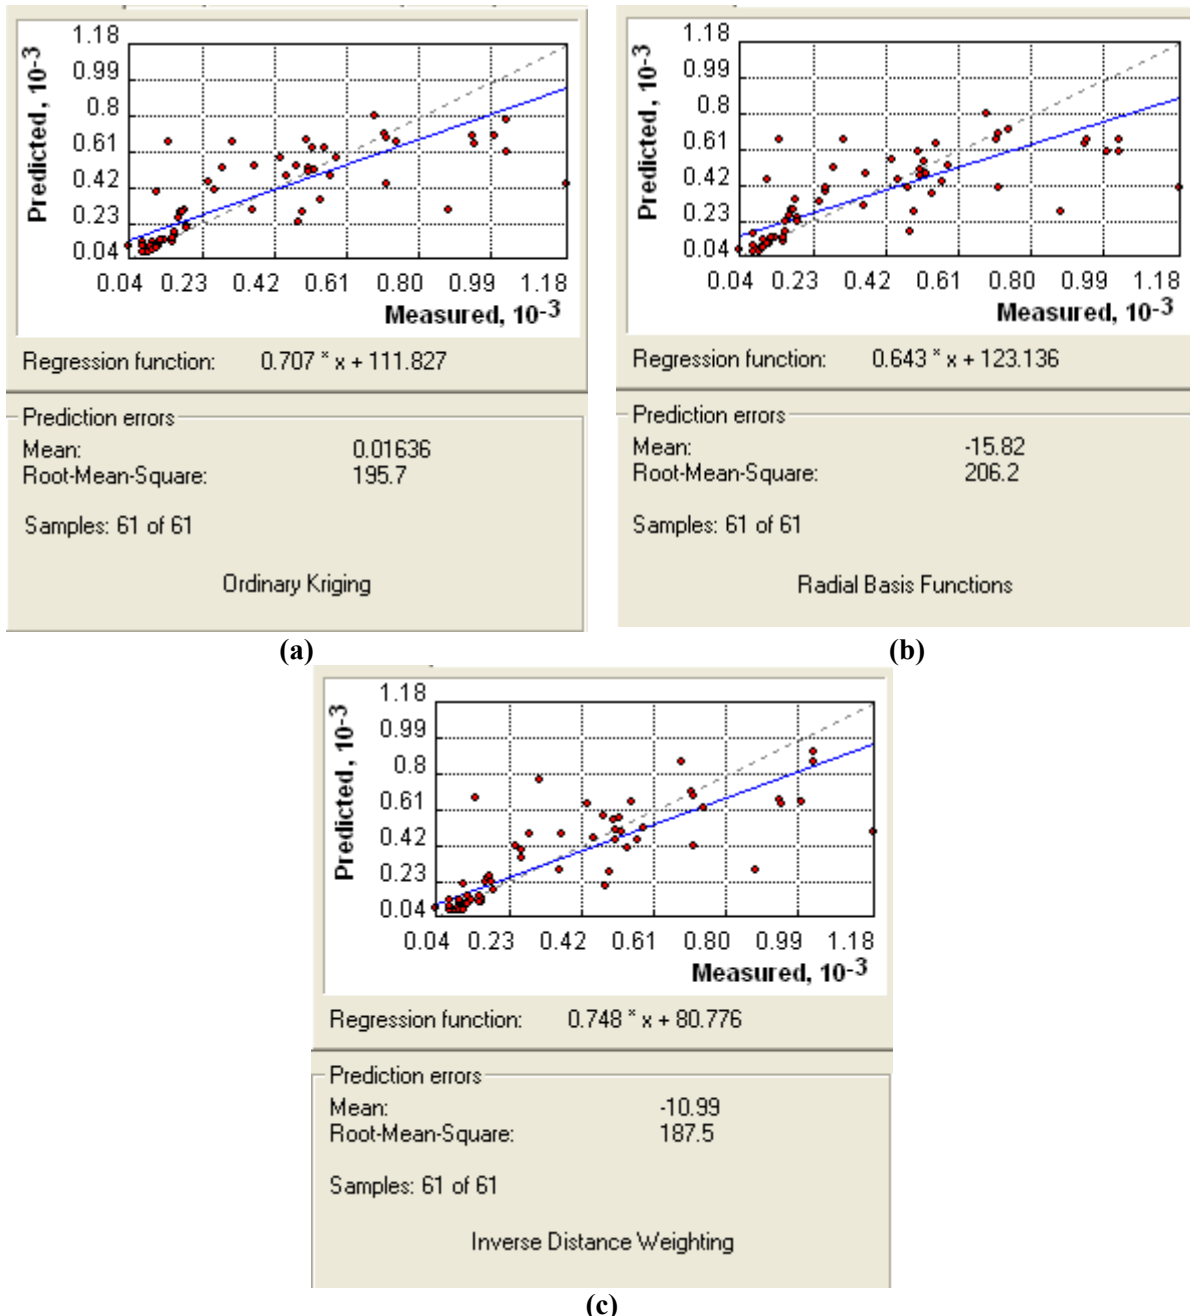 Predicted, 10-3
1.18
0.99
0.8
0.61
0.42
0.23
0.04
0.04 0.23 0.42 0.61 0.80 0.99 1.18
Measured, 10-3
Regression function: 0.707 * x + 111.827
Prediction errors
Mean: 0.01636
Root-Mean-Square: 195.7
Samples: 61 of 61
Ordinary Kriging
(a)
Predicted, 10-3
1.18
0.99
0.8
0.61
0.42
0.23
0.04
0.04 0.23 0.42 0.61 0.80 0.99 1.18
Measured, 10-3
Regression function: 0.643 * x + 123.136
Prediction errors
Mean: -15.82
Root-Mean-Square: 206.2
Samples: 61 of 61
Radial Basis Functions
(b)
Predicted, 10-3
1.18
0.99
0.8
0.61
0.42
0.23
0.04
0.04 0.23 0.42 0.61 0.80 0.99 1.18
Measured, 10-3
Regression function: 0.748 * x + 80.776
Prediction errors
Mean: -10.99
Root-Mean-Square: 187.5
Samples: 61 of 61
Inverse Distance Weighting
(c)